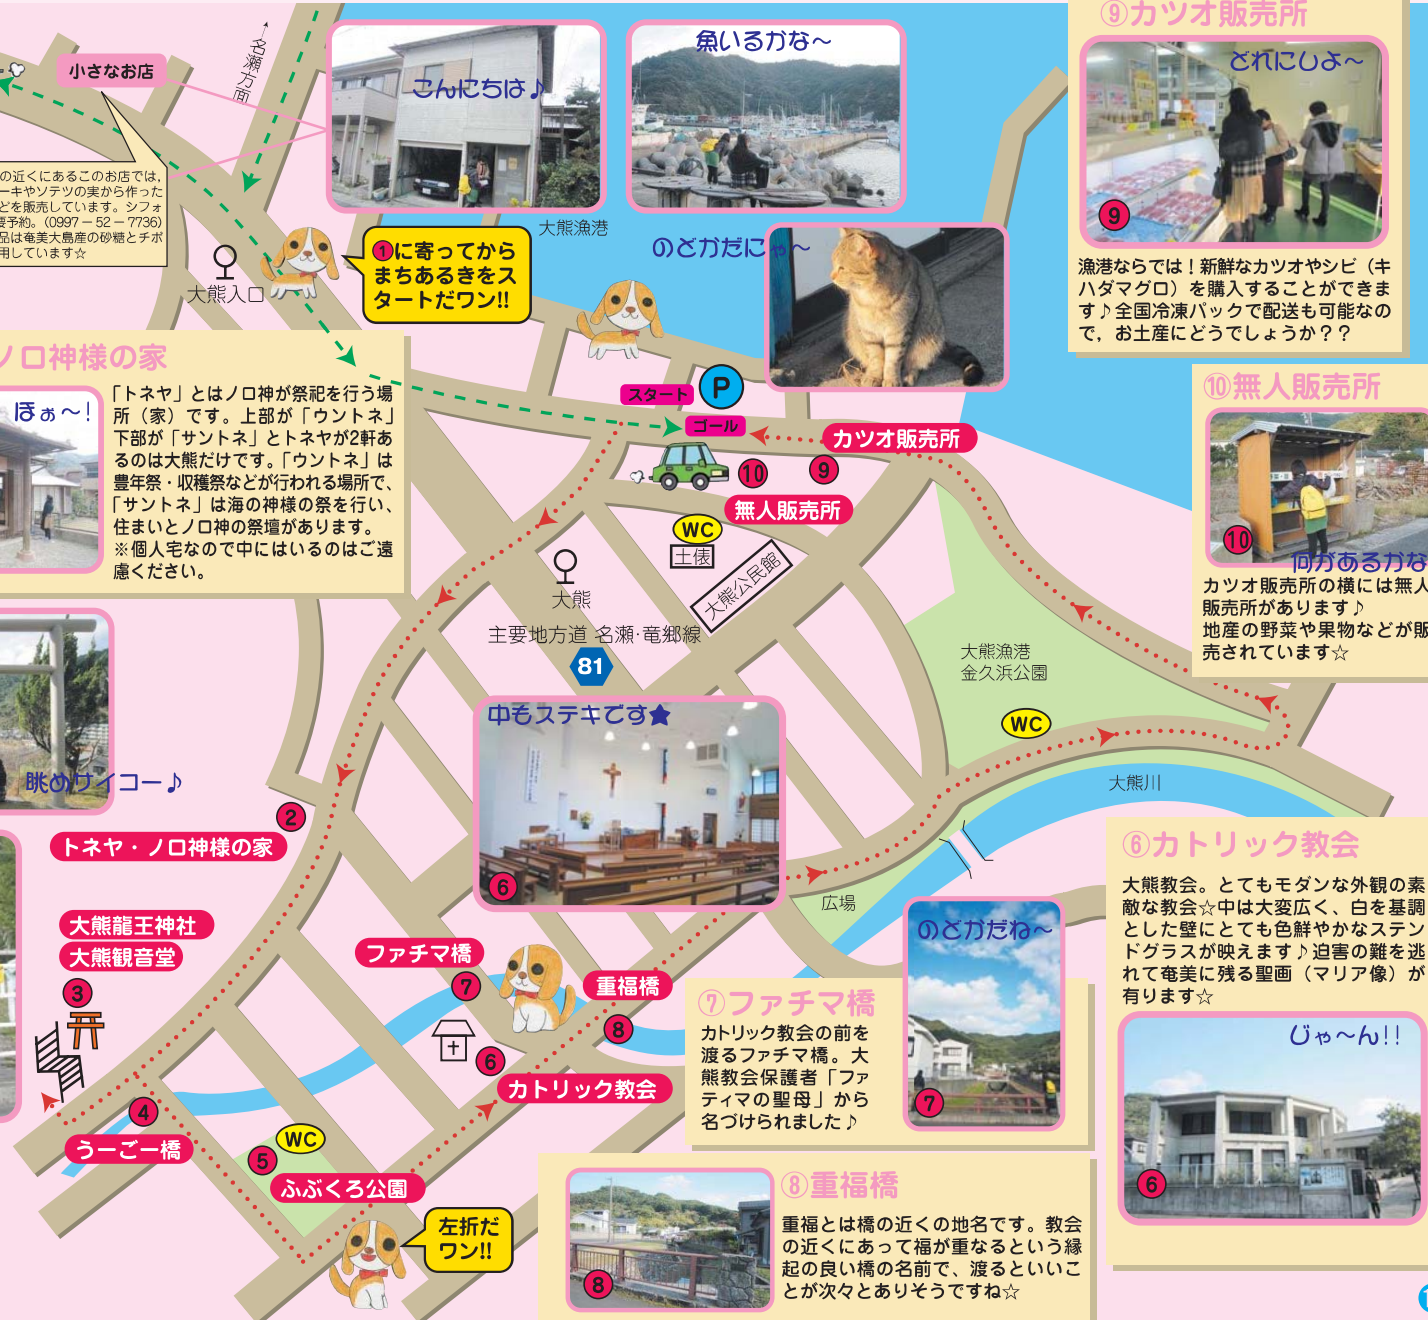 ⑨カツオ販売所
どれにしよ〜
9
漁港ならでは！新鮮なカツオやシビ（キ
ハダマグロ）を購入することができま
す♪全国冷凍パックで配送も可能なの
で，お土産にどうでしょうか？？
←名瀬方面
小さなお店
の近くにあるこのお店では，
ーキやソテツの実から作った
どを販売しています。シフォ
要予約。（0997－52－7736）
品は奄美大島産の砂糖とチボ
用しています☆
こんにちは♪
魚いるかな〜
大熊漁港
のどかだにゃ〜
大熊入口
❶に寄ってから
まちあるきをス
タートだワン!!
ノロ神様の家
ほぉ〜！
「トネヤ」とはノロ神が祭祀を行う場
所（家）です。上部が「ウントネ」
下部が「サントネ」とトネヤが2軒あ
るのは大熊だけです。「ウントネ」は
豊年祭・収穫祭などが行われる場所で、
「サントネ」は海の神様の祭を行い、
住まいとノロ神の祭壇があります。
※個人宅なので中にはいるのはご遠
慮ください。
スタート
P
ゴール
カツオ販売所
10
9
無人販売所
WC
土俵
大熊公民館
大熊
主要地方道 名瀬・竜郷線
81
⑩無人販売所
10
何があるかな
カツオ販売所の横には無人
販売所があります♪
地産の野菜や果物などが販
売されています☆
大熊漁港
金久浜公園
WC
大熊川
眺めサイコー♪
中もステキです★
6
2
トネヤ・ノロ神様の家
大熊龍王神社
大熊観音堂
3
広場
ファチマ橋
7
重福橋
8
6
カトリック教会
4
うーごー橋
WC
5
ふぶくろ公園
左折だ
ワン!!
⑥カトリック教会
大熊教会。とてもモダンな外観の素
敵な教会☆中は大変広く、白を基調
とした壁にとても色鮮やかなステン
ドグラスが映えます♪迫害の難を逃
れて奄美に残る聖画（マリア像）が
有ります☆
じゃ〜ん!!
6
⑦ファチマ橋
カトリック教会の前を
渡るファチマ橋。大
熊教会保護者「ファ
ティマの聖母」から
名づけられました♪
のどかだね〜
7
⑧重福橋
8
重福とは橋の近くの地名です。教会
の近くにあって福が重なるという縁
起の良い橋の名前で、渡るといいこ
とが次々とありそうですね☆